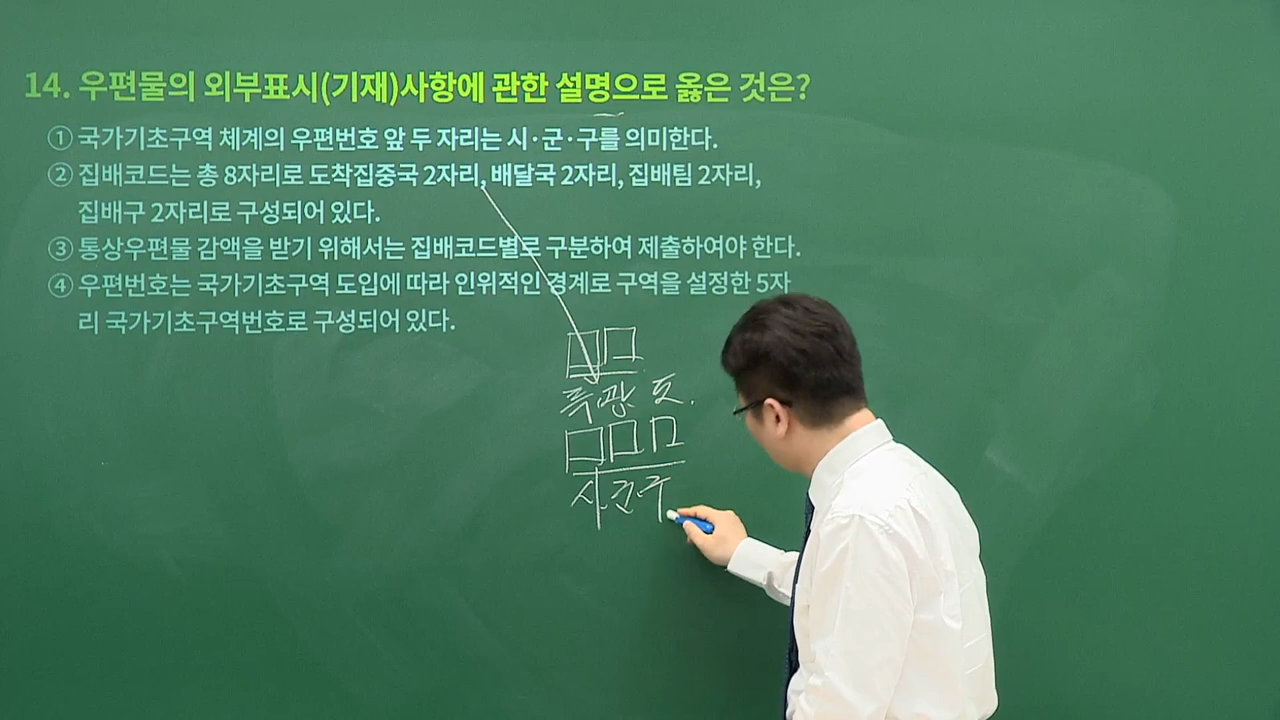 14. 우편물의 외부표시(기재)사항에 관한 설명으로 옳은 것은?
① 국가기초구역 체계의 우편번호 앞 두 자리는 시·군·구를 의미한다.
② 집배코드는 총 8자리로 도착집중국 2자리, 배달국 2자리, 집배팀 2자리,
집배구 2자리로 구성되어 있다.
③ 통상우편물 감액을 받기 위해서는 집배코드별로 구분하여 제출하여야 한다.
④ 우편번호는 국가기초구역 도입에 따라 인위적인 경계로 구역을 설정한 5자
리 국가기초구역번호로 구성되어 있다.
특·광 도.
시·군·구